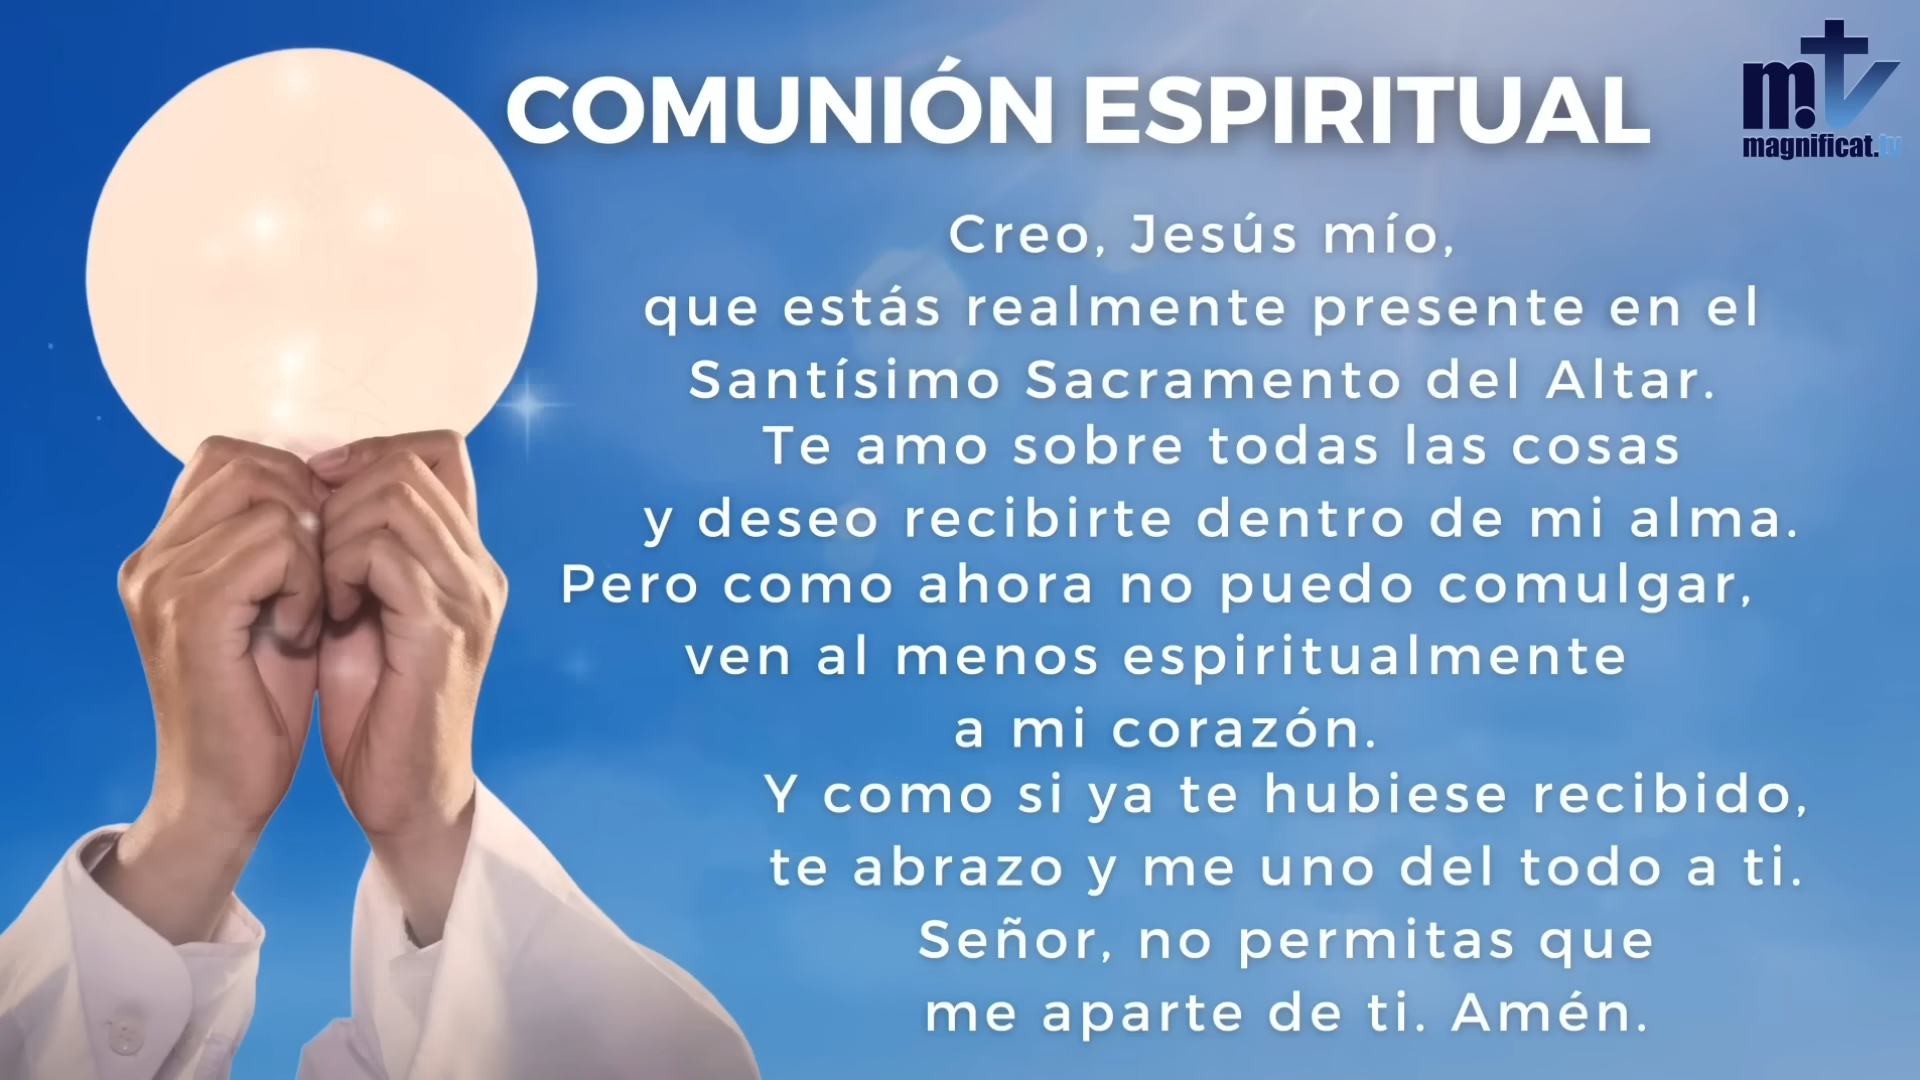 COMUNIÓN ESPIRITUAL
m.tv
magnificat.tv
Creo, Jesús mío,
que estás realmente presente en el
Santísimo Sacramento del Altar.
Te amo sobre todas las cosas
y deseo recibirte dentro de mi alma.
Pero como ahora no puedo comulgar,
ven al menos espiritualmente
a mi corazón.
Y como si ya te hubiese recibido,
te abrazo y me uno del todo a ti.
Señor, no permitas que
me aparte de ti. Amén.